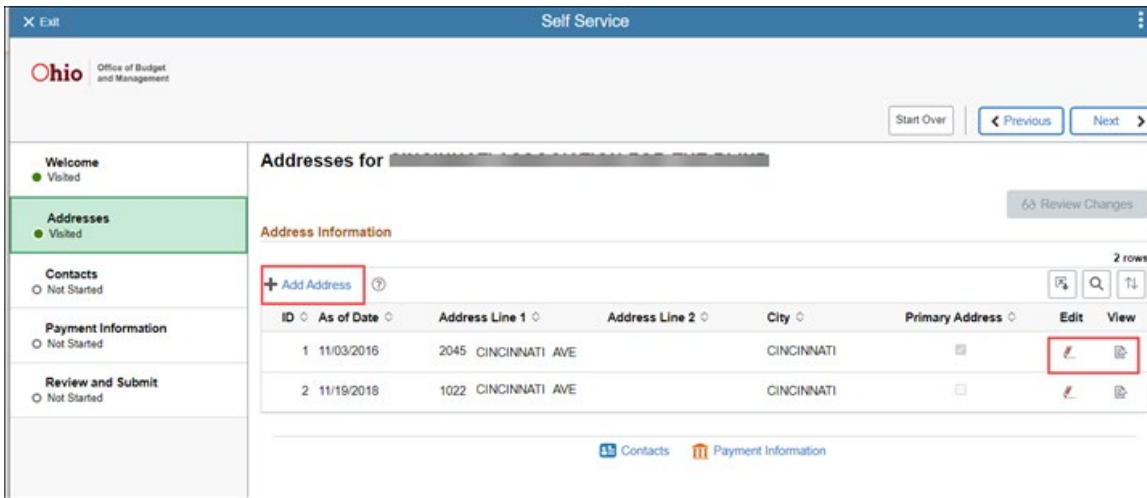 X Exit Self Service
Ohio Office of Budget
and Management
Start Over Previous Next
Welcome
Visited
Addresses for
Review Changes
Addresses
Visited
Address Information
2 rows
Contacts
Not Started
+ Add Address ?
ID As of Date Address Line 1 Address Line 2 City Primary Address Edit View
Payment Information
Not Started
1 11/03/2016 2045 CINCINNATI AVE CINCINNATI
Review and Submit
Not Started
2 11/19/2018 1022 CINCINNATI AVE CINCINNATI
Contacts Payment Information